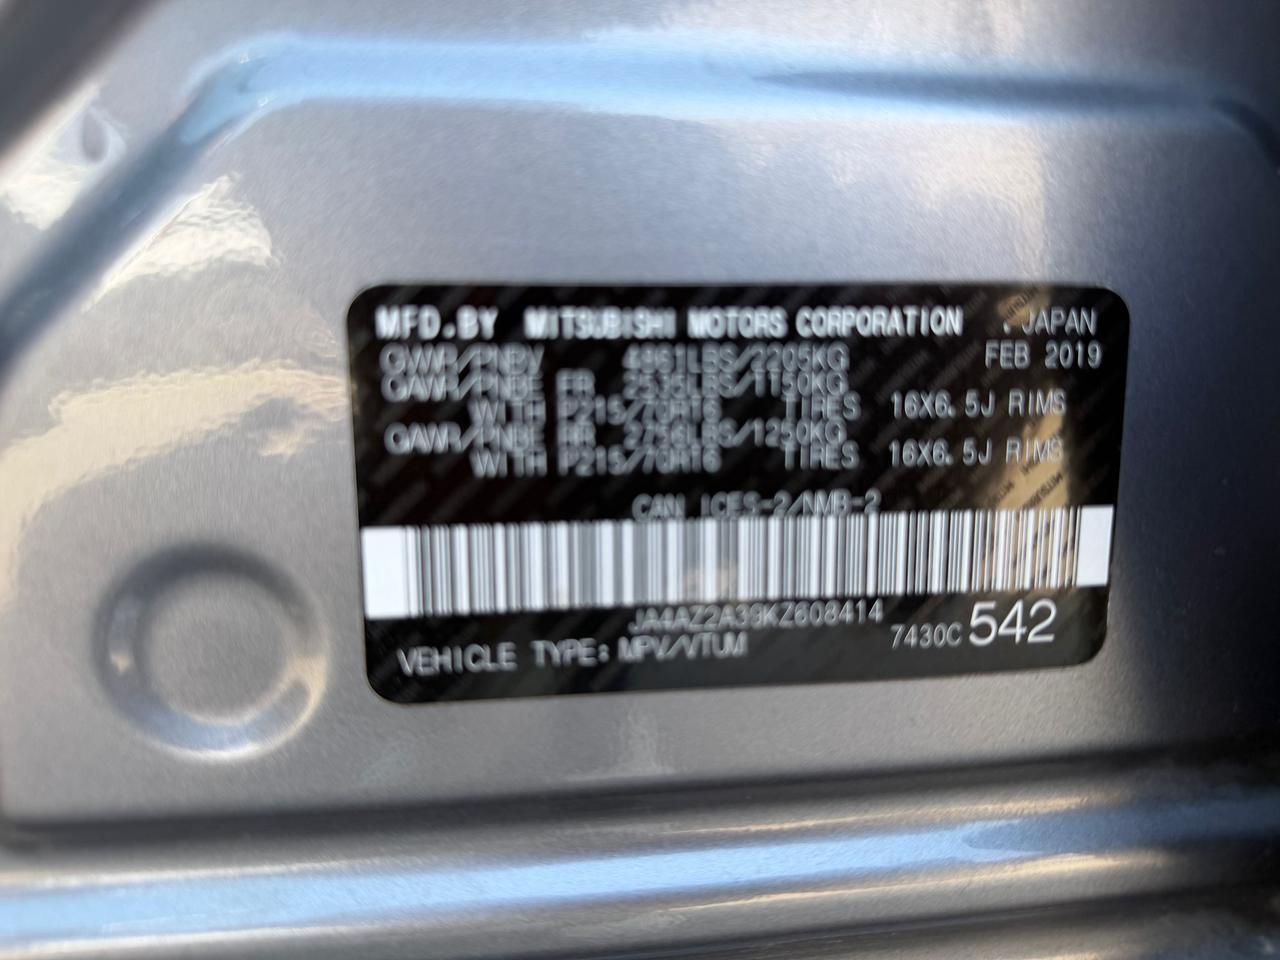 MFD.BY MITSUBISHI MOTORS CORPORATION , JAPAN
GVWR/PNBV 4861LBS/2205KG FEB 2019
GAWR/PNBE FR 2535LBS/1150KG
WITH P215/70R16 TIRES 16X6.5J RIMS
GAWR/PNBE RR 2756LBS/1250KG
WITH P215/70R16 TIRES 16X6.5J RIMS
CAN ICES-2/NMB-2
JA4AZ2A39KZ608414
VEHICLE TYPE: MPV/VTUM 7430C 542